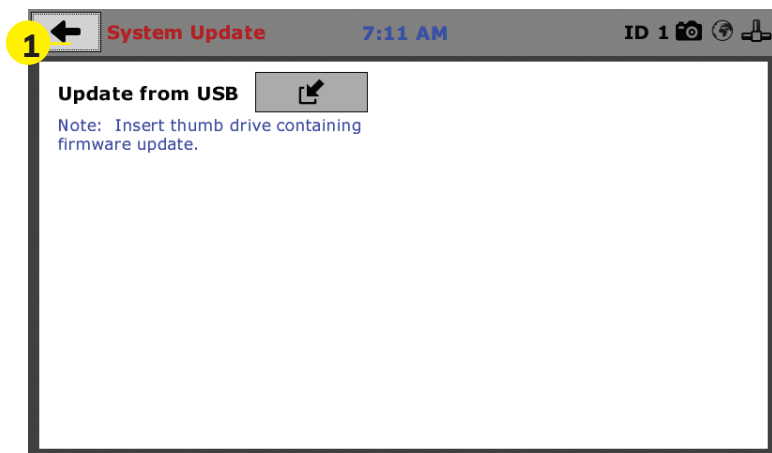 1
System Update
7:11 AM
ID 1
Update from USB
Note: Insert thumb drive containing
firmware update.